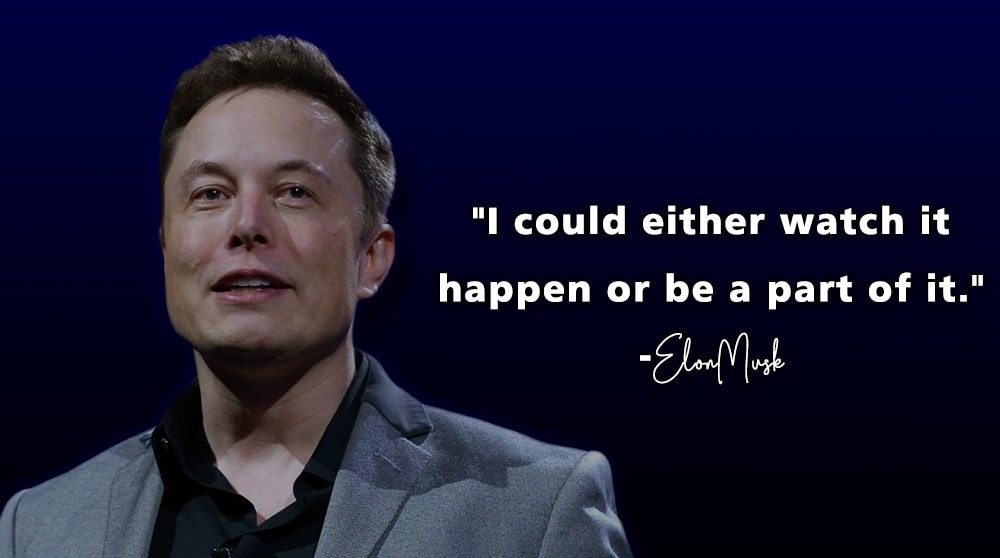 "I could either watch it
happen or be a part of it."
-ElonMusk